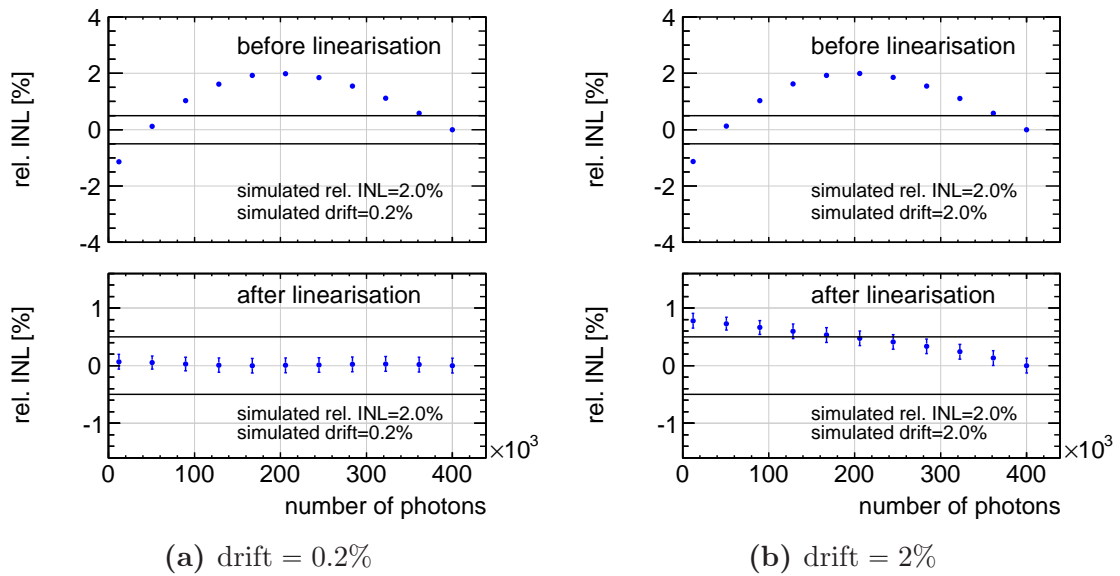 before linearisation
rel. INL [%]
4
2
0
-2
-4
simulated rel. INL=2.0%
simulated drift=0.2%
after linearisation
rel. INL [%]
1
0
-1
simulated rel. INL=2.0%
simulated drift=0.2%
0 100 200 300 400 ×10³
number of photons
(a) drift = 0.2%
before linearisation
rel. INL [%]
4
2
0
-2
-4
simulated rel. INL=2.0%
simulated drift=2.0%
after linearisation
rel. INL [%]
1
0
-1
simulated rel. INL=2.0%
simulated drift=2.0%
0 100 200 300 400 ×10³
number of photons
(b) drift = 2%